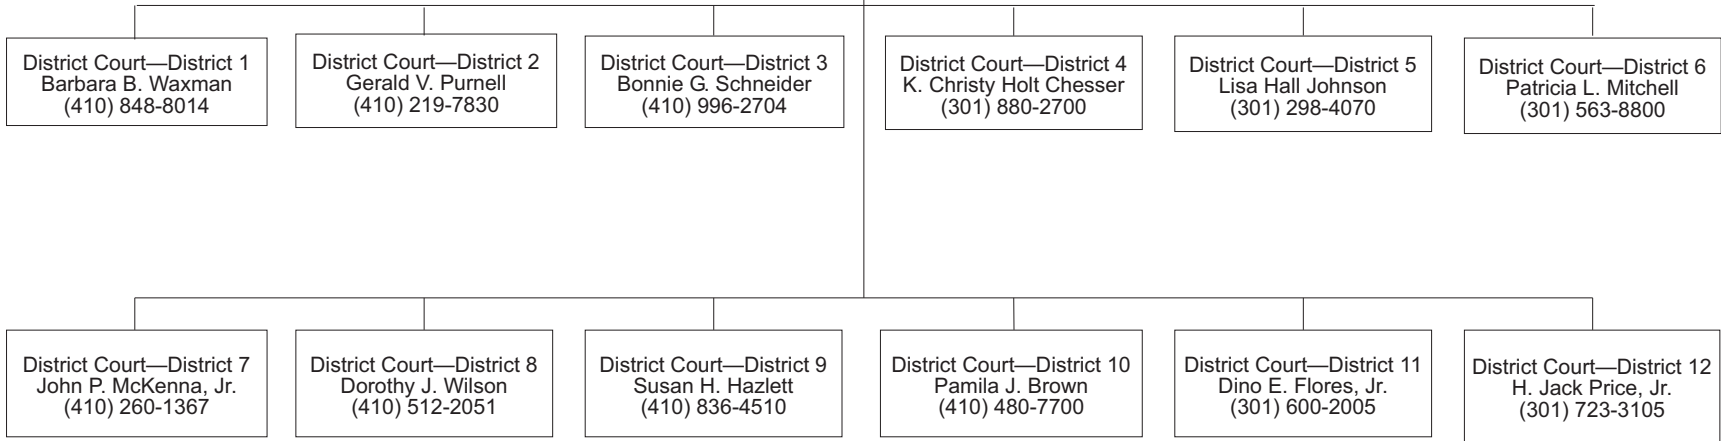 District Court—District 1
Barbara B. Waxman
(410) 848-8014
District Court—District 2
Gerald V. Purnell
(410) 219-7830
District Court—District 3
Bonnie G. Schneider
(410) 996-2704
District Court—District 4
K. Christy Holt Chesser
(301) 880-2700
District Court—District 5
Lisa Hall Johnson
(301) 298-4070
District Court—District 6
Patricia L. Mitchell
(301) 563-8800
District Court—District 7
John P. McKenna, Jr.
(410) 260-1367
District Court—District 8
Dorothy J. Wilson
(410) 512-2051
District Court—District 9
Susan H. Hazlett
(410) 836-4510
District Court—District 10
Pamila J. Brown
(410) 480-7700
District Court—District 11
Dino E. Flores, Jr.
(301) 600-2005
District Court—District 12
H. Jack Price, Jr.
(301) 723-3105